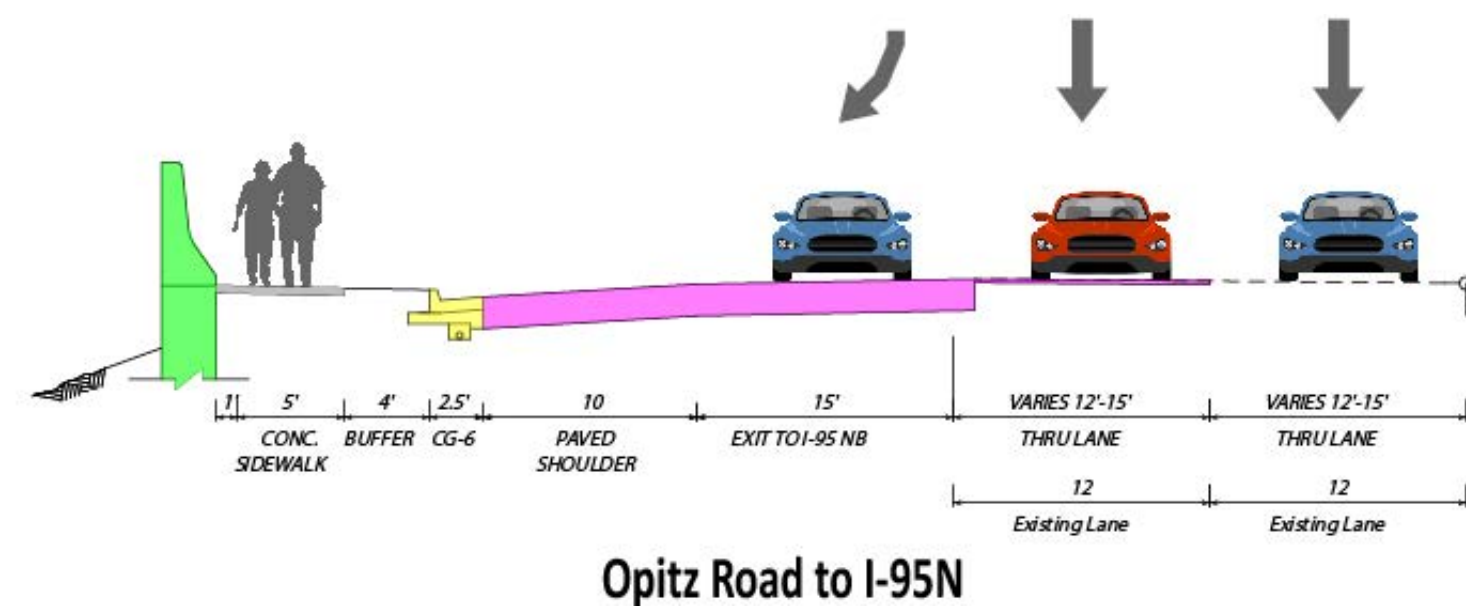 1' 5' 4' 2.5' 10 15' VARIES 12'-15' VARIES 12'-15'
CONC. BUFFER CG-6 PAVED EXIT TO I-95 NB THRU LANE THRU LANE
SIDEWALK SHOULDER
12 12
Existing Lane Existing Lane
Opitz Road to I-95N